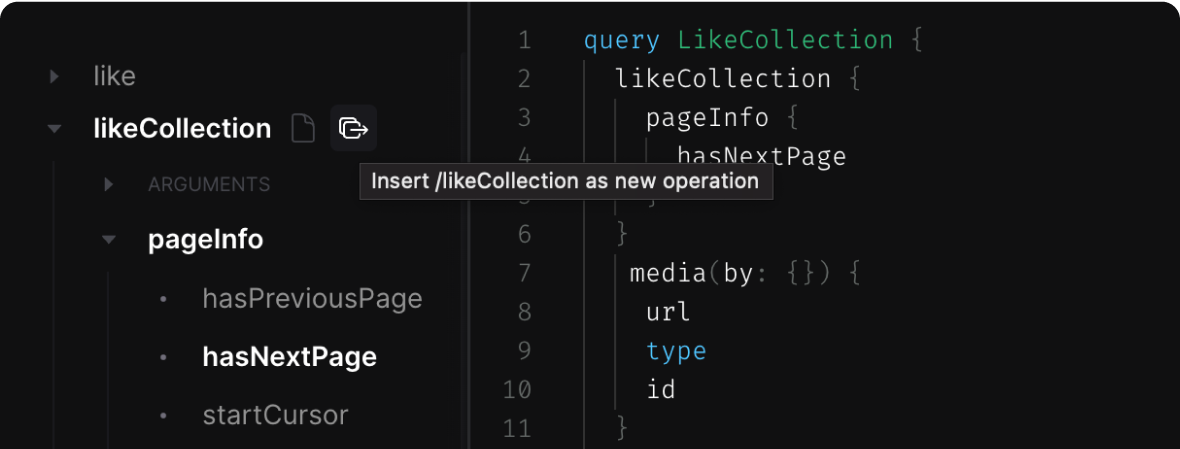 like
likeCollection
ARGUMENTS
pageInfo
hasPreviousPage
hasNextPage
startCursor
Insert /likeCollection as new operation
1 query LikeCollection {
2 likeCollection {
3 pageInfo {
4 hasNextPage
6 }
7 media(by: {}) {
8 url
9 type
10 id
11 }